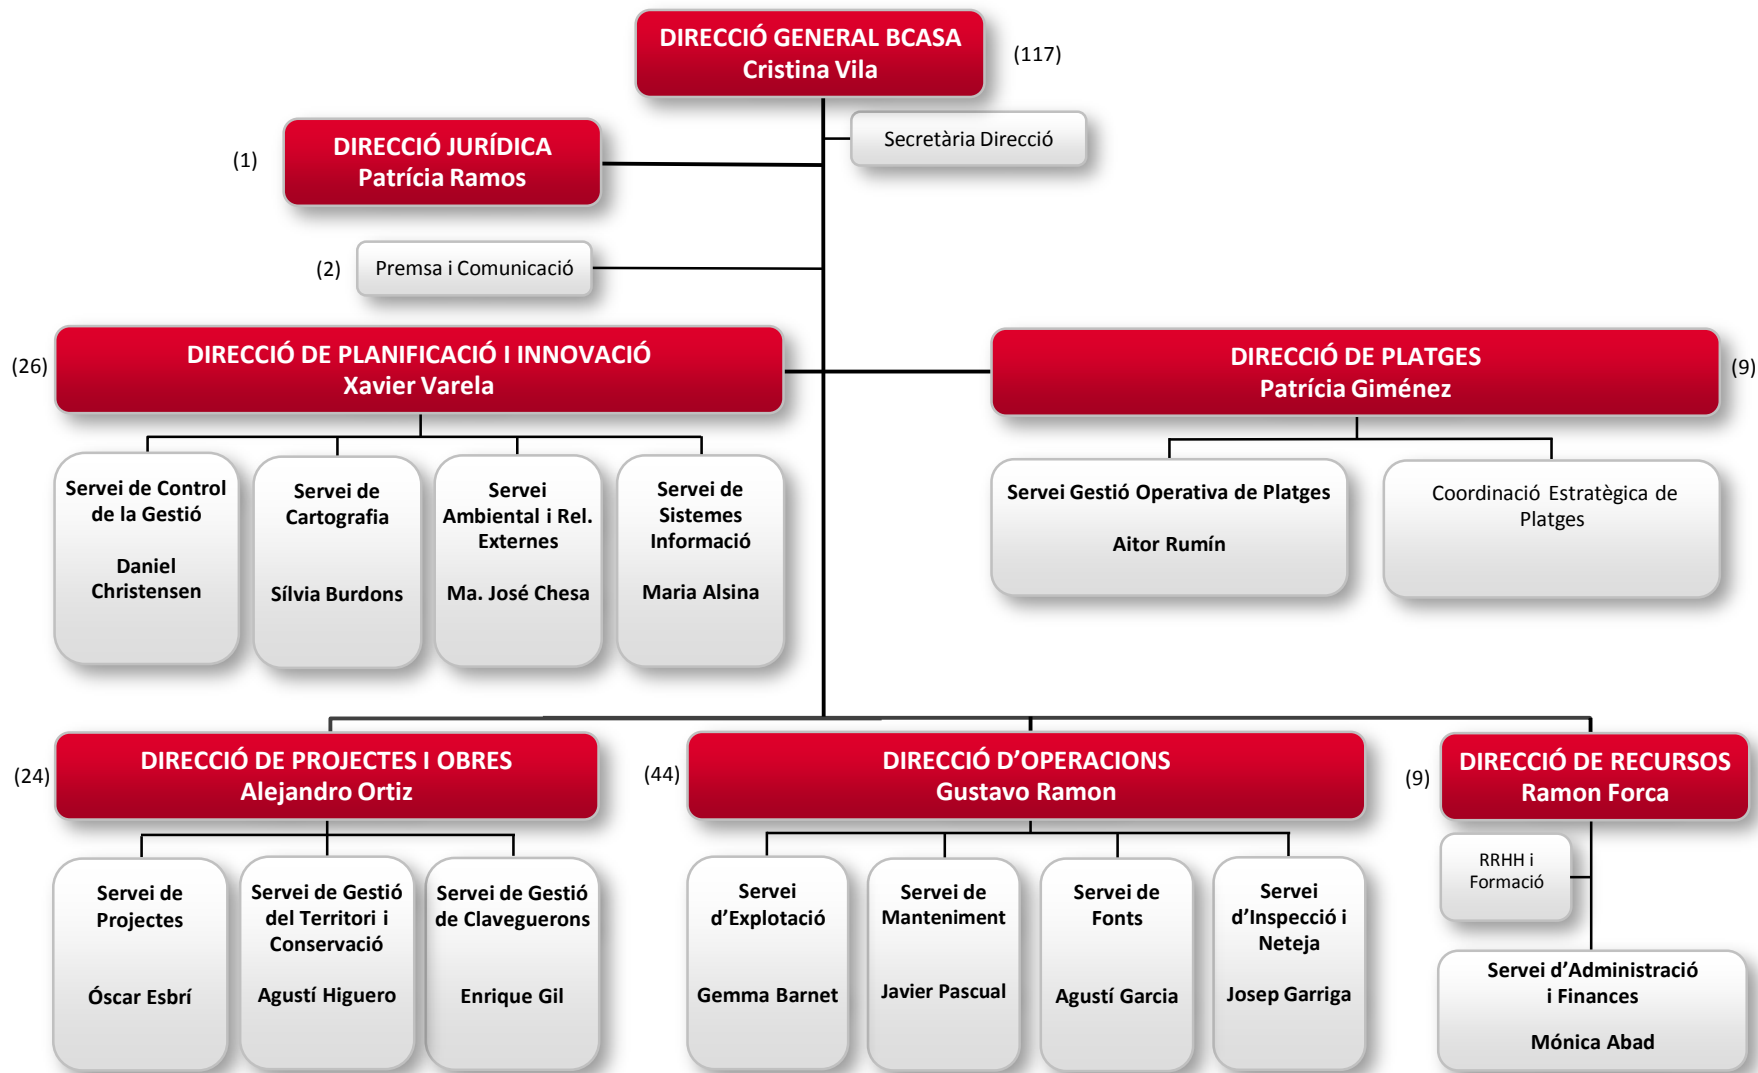 DIRECCIÓ GENERAL BCASA
Cristina Vila
(117)
Secretària Direcció
DIRECCIÓ JURÍDICA
Patrícia Ramos
(1)
(2)
Premsa i Comunicació
(26)
DIRECCIÓ DE PLANIFICACIÓ I INNOVACIÓ
Xavier Varela
DIRECCIÓ DE PLATGES
Patrícia Giménez
(9)
Servei de Control
de la Gestió
Daniel
Christensen
Servei de
Cartografia
Sílvia Burdons
Servei
Ambiental i Rel.
Externes
Ma. José Chesa
Servei de
Sistemes
Informació
Maria Alsina
Servei Gestió Operativa de Platges
Aitor Rumín
Coordinació Estratègica de
Platges
(24)
DIRECCIÓ DE PROJECTES I OBRES
Alejandro Ortiz
(44)
DIRECCIÓ D’OPERACIONS
Gustavo Ramon
(9)
DIRECCIÓ DE RECURSOS
Ramon Forca
Servei de
Projectes
Óscar Esbrí
Servei de Gestió
del Territori i
Conservació
Agustí Higuero
Servei de Gestió
de Claveguerons
Enrique Gil
Servei
d’Explotació
Gemma Barnet
Servei de
Manteniment
Javier Pascual
Servei de
Fonts
Agustí Garcia
Servei
d’Inspecció i
Neteja
Josep Garriga
RRHH i
Formació
Servei d’Administració
i Finances
Mónica Abad